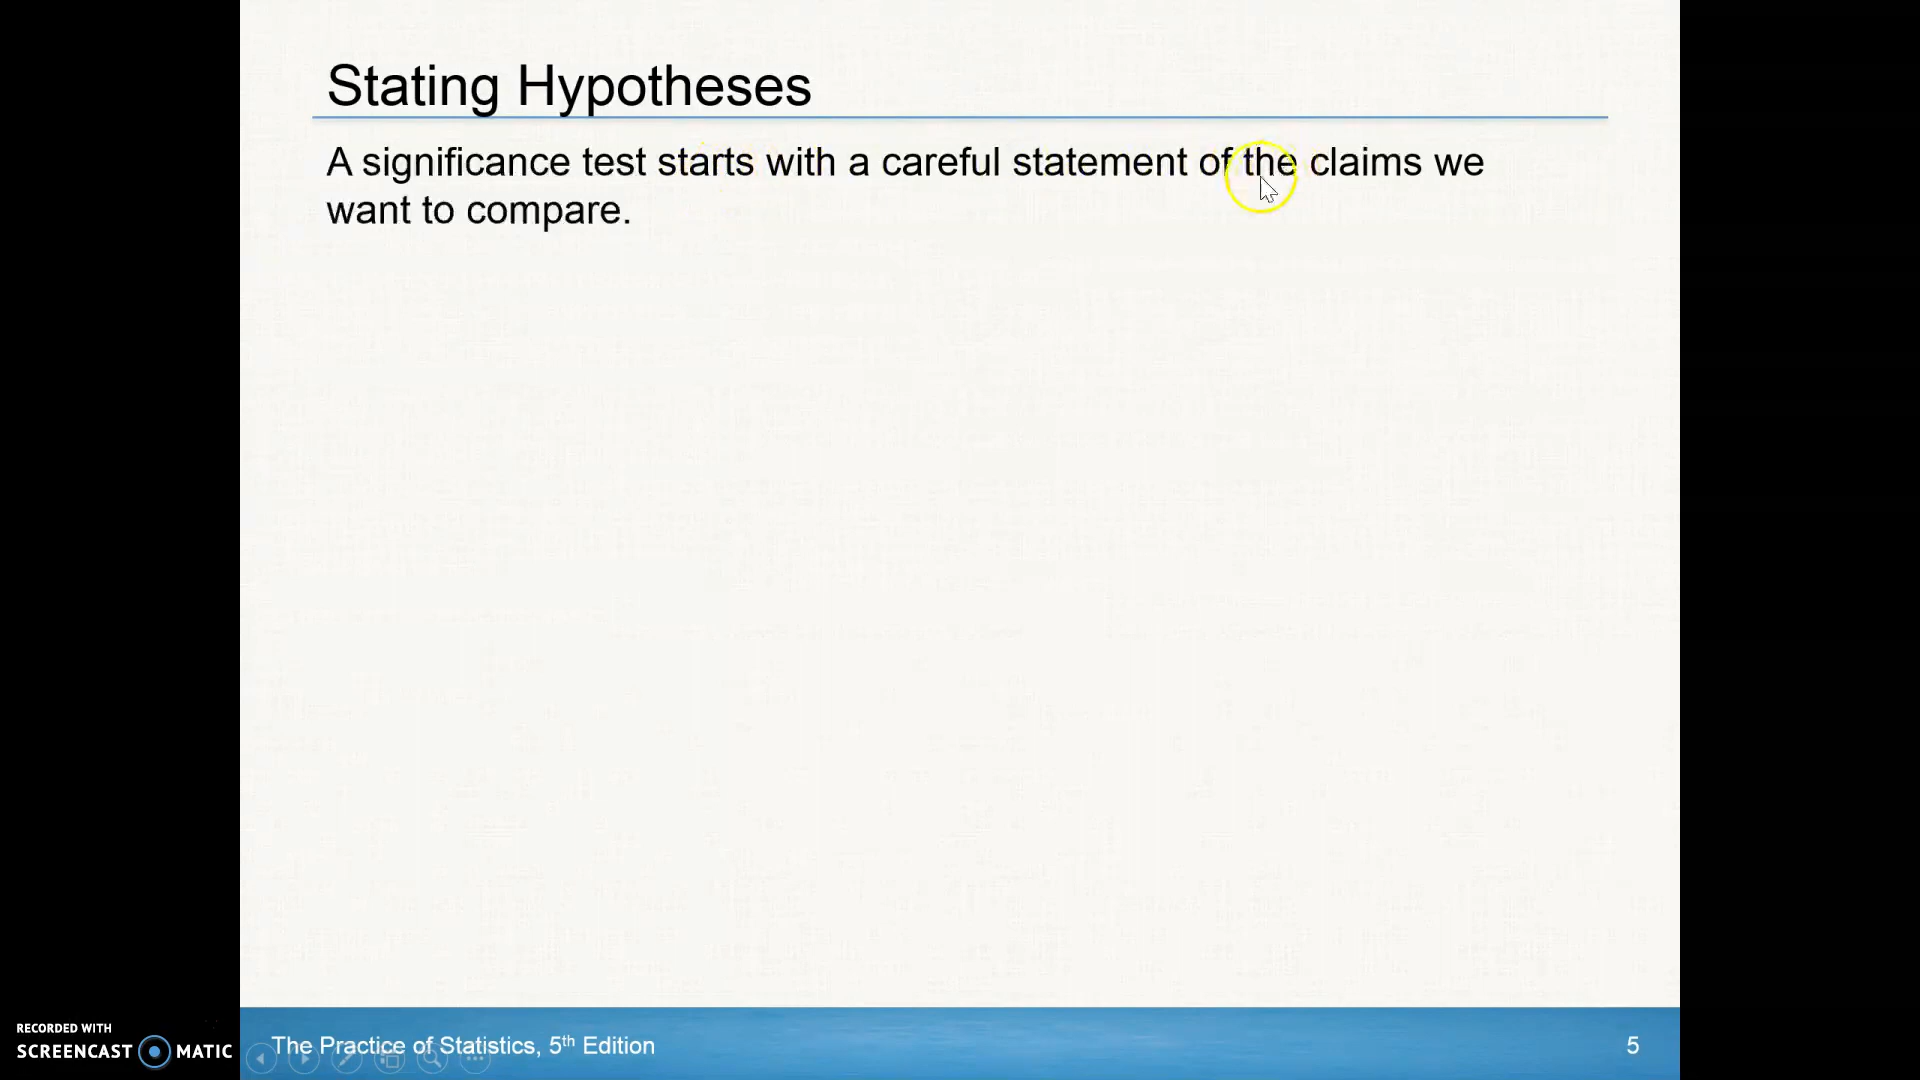 Stating Hypotheses
A significance test starts with a careful statement of the claims we
want to compare.
RECORDED WITH
SCREENCAST MATIC
The Practice of Statistics, 5th Edition
5